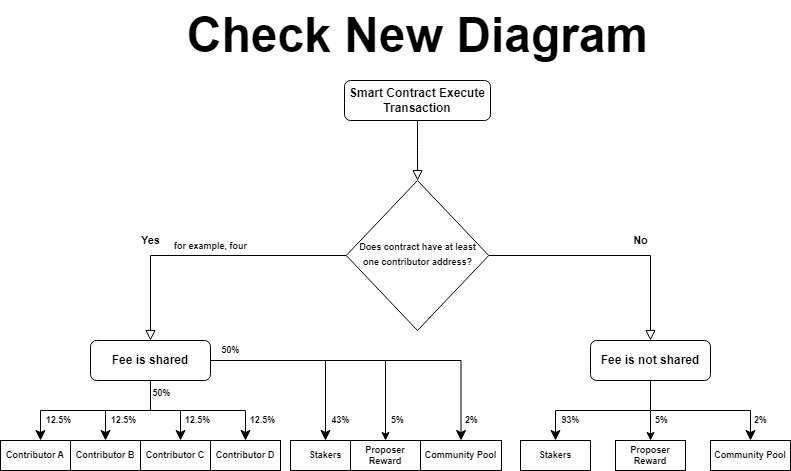 Check New Diagram
Smart Contract Execute
Transaction
Does contract have at least
one contributor address?
Yes
for example, four
No
Fee is shared
50%
50%
Fee is not shared
12.5%
12.5%
12.5%
12.5%
43%
5%
2%
93%
5%
2%
Contributor A
Contributor B
Contributor C
Contributor D
Stakers
Proposer
Reward
Community Pool
Stakers
Proposer
Reward
Community Pool